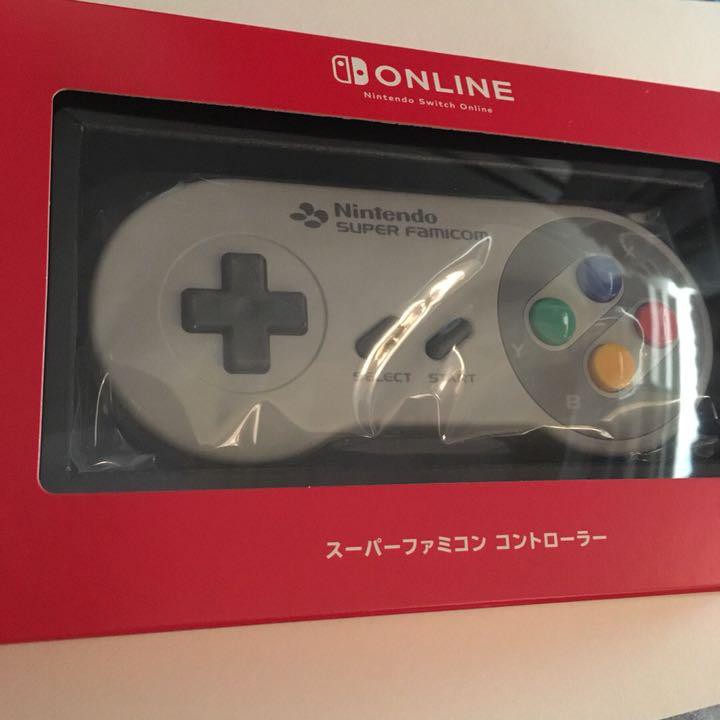 ONLINE
Nintendo Switch Online
Nintendo
SUPER FAMICOM
SELECT START
Y
B
スーパーファミコン コントローラー